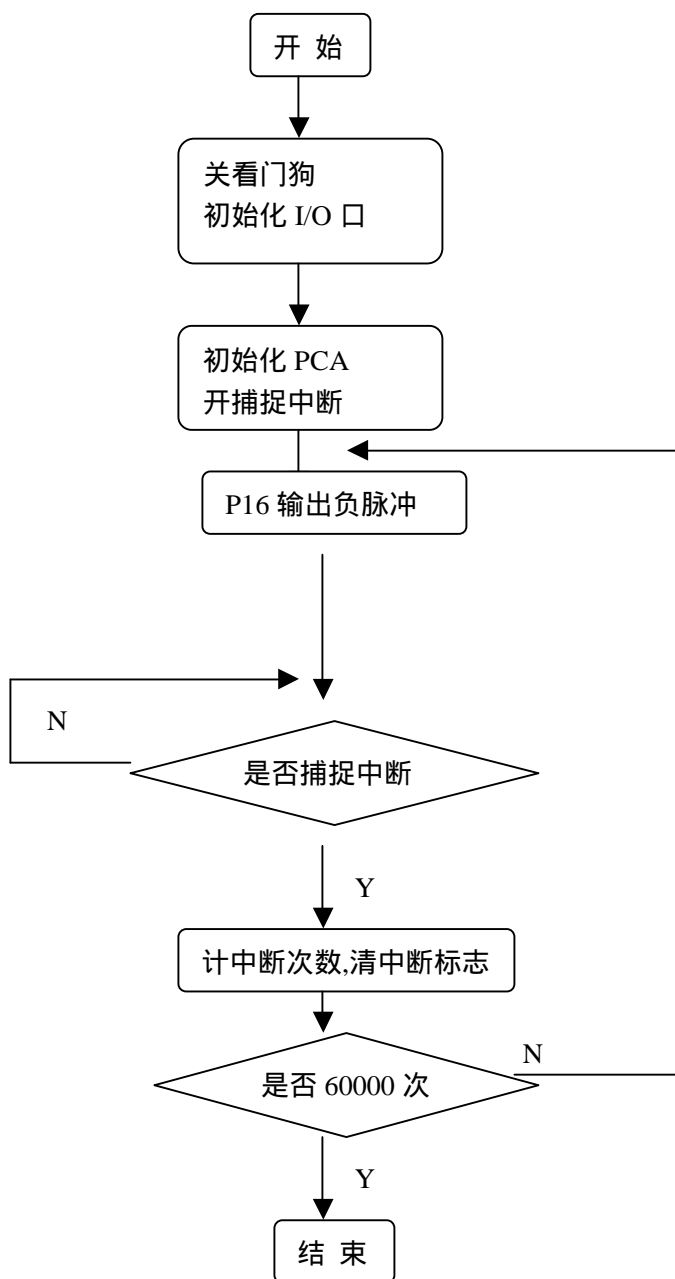 开 始
关看门狗
初始化 I/O 口
初始化 PCA
开捕捉中断
P16 输出负脉冲
N
是否捕捉中断
Y
计中断次数,清中断标志
N
是否 60000 次
Y
结 束